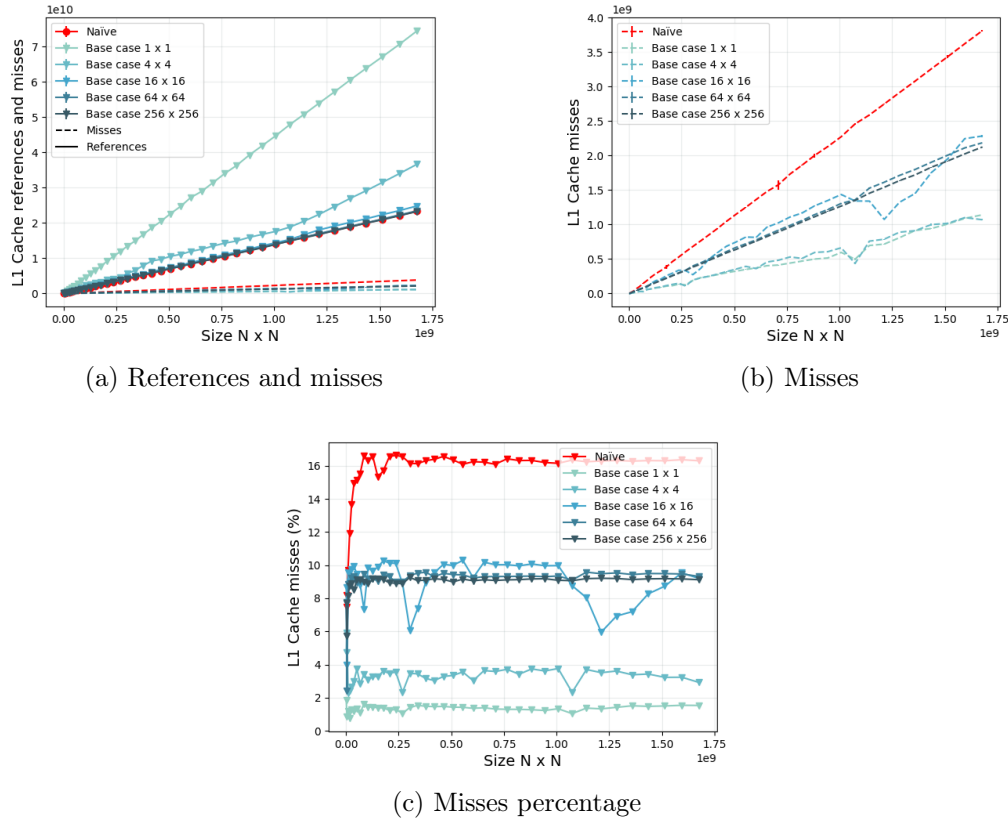 1e10
7
6
5
4
3
2
1
0
L1 Cache references and misses
Naïve
Base case 1 x 1
Base case 4 x 4
Base case 16 x 16
Base case 64 x 64
Base case 256 x 256
Misses
References
0.00 0.25 0.50 0.75 1.00 1.25 1.50 1.75
1e9
Size N x N
(a) References and misses
1e9
4.0
3.5
3.0
2.5
2.0
1.5
1.0
0.5
0.0
L1 Cache misses
Naïve
Base case 1 x 1
Base case 4 x 4
Base case 16 x 16
Base case 64 x 64
Base case 256 x 256
0.00 0.25 0.50 0.75 1.00 1.25 1.50 1.75
1e9
Size N x N
(b) Misses
16
14
12
10
8
6
4
2
0
L1 Cache misses (%)
Naïve
Base case 1 x 1
Base case 4 x 4
Base case 16 x 16
Base case 64 x 64
Base case 256 x 256
0.00 0.25 0.50 0.75 1.00 1.25 1.50 1.75
1e9
Size N x N
(c) Misses percentage